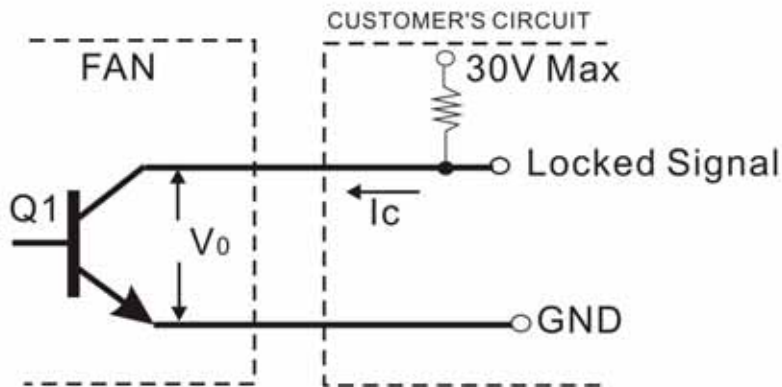 CUSTOMER'S CIRCUIT
FAN
30V Max
Locked Signal
Q1
Ic
V0
GND